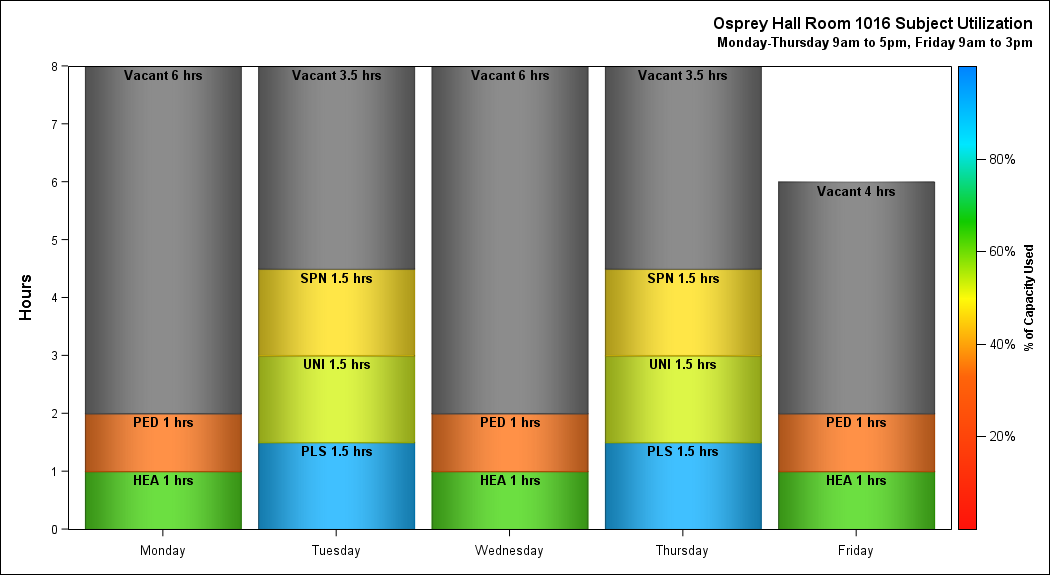 Osprey Hall Room 1016 Subject Utilization
Monday-Thursday 9am to 5pm, Friday 9am to 3pm
8
7
6
5
4
3
2
1
0
Hours
Vacant 6 hrs
PED 1 hrs
HEA 1 hrs
Vacant 3.5 hrs
SPN 1.5 hrs
UNI 1.5 hrs
PLS 1.5 hrs
Vacant 6 hrs
PED 1 hrs
HEA 1 hrs
Vacant 3.5 hrs
SPN 1.5 hrs
UNI 1.5 hrs
PLS 1.5 hrs
Vacant 4 hrs
PED 1 hrs
HEA 1 hrs
Monday
Tuesday
Wednesday
Thursday
Friday
80%
60%
40%
20%
% of Capacity Used